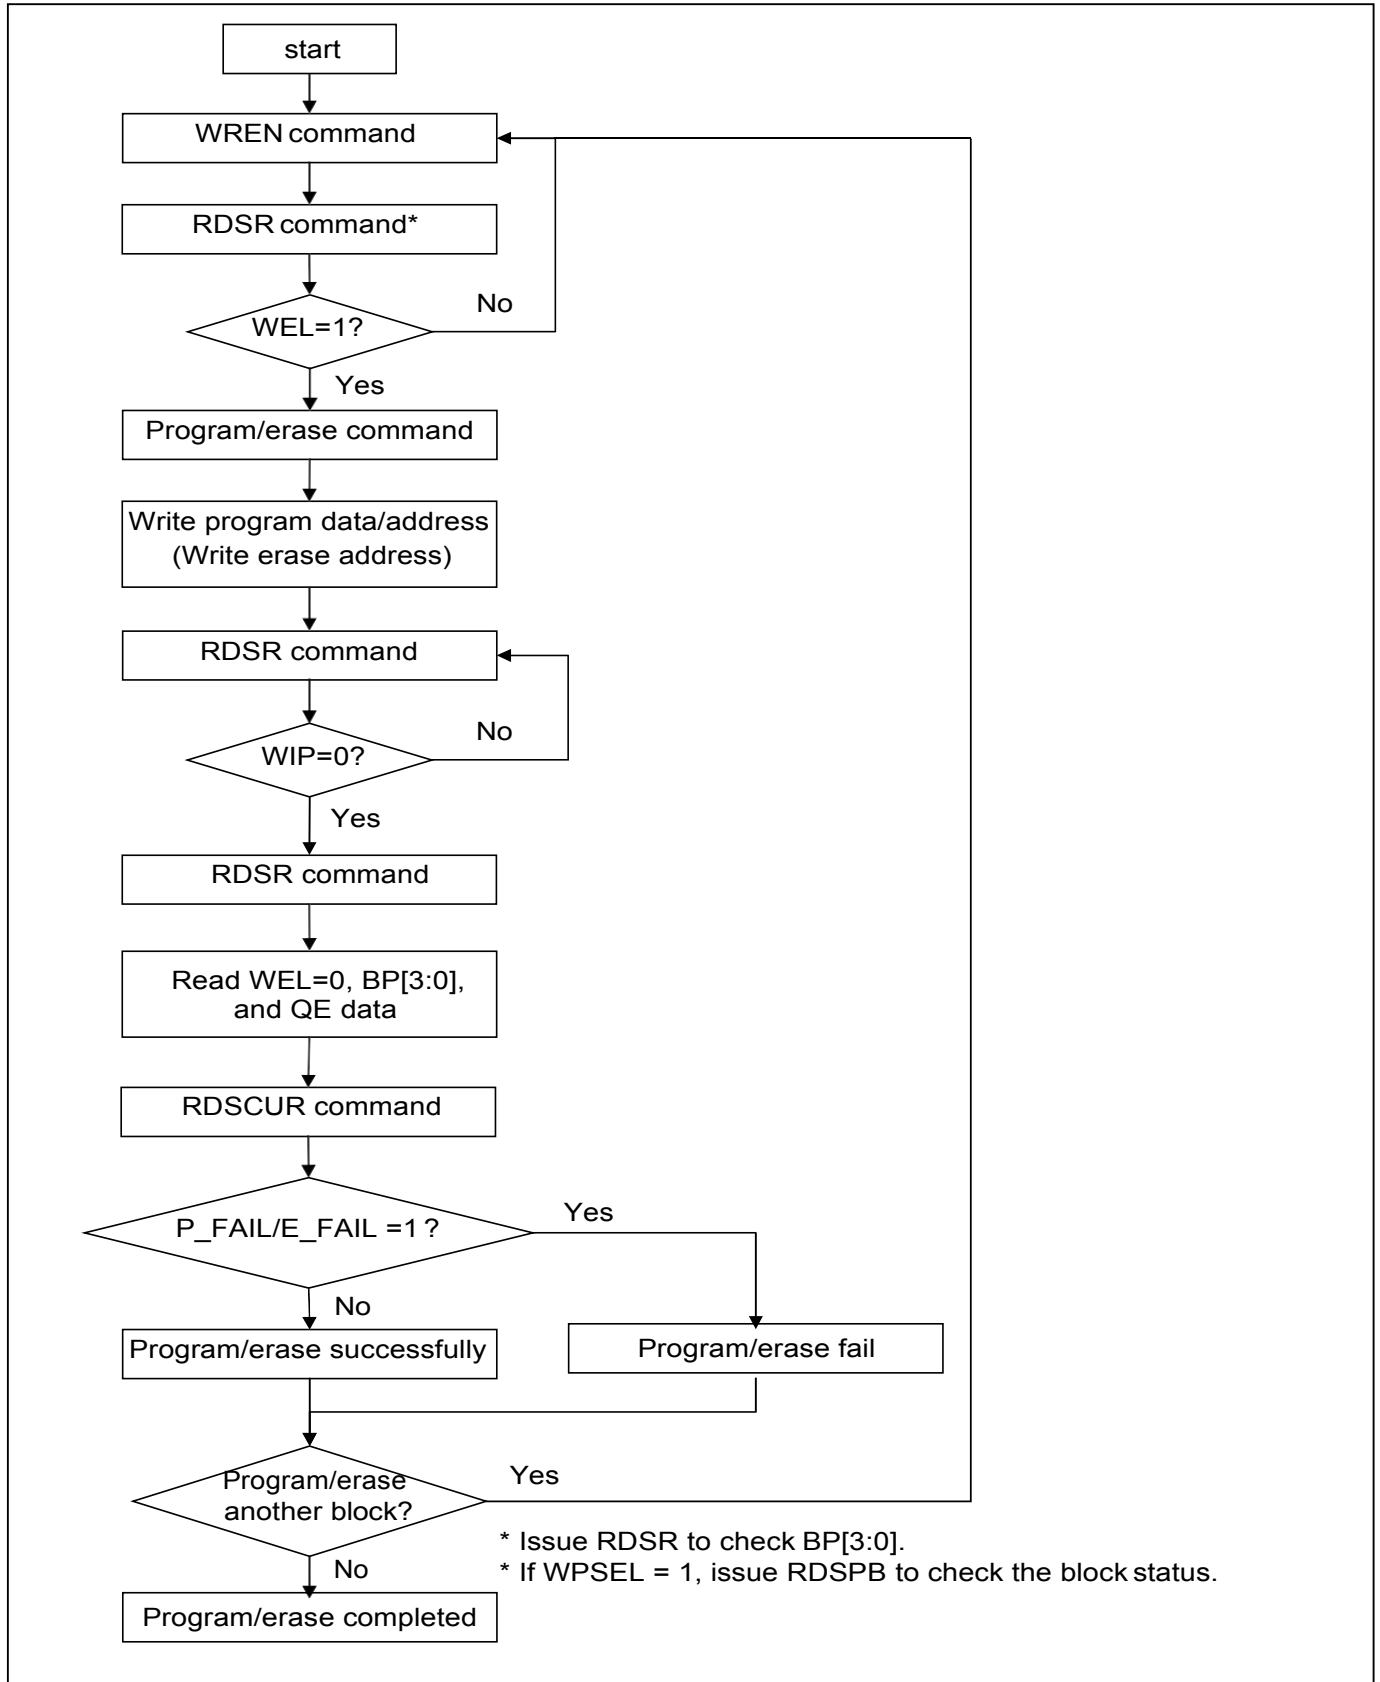 start
WREN command
RDSR command*
No
WEL=1?
Yes
Program/erase command
Write program data/address
(Write erase address)
RDSR command
No
WIP=0?
Yes
RDSR command
Read WEL=0, BP[3:0],
and QE data
RDSCUR command
Yes
P_FAIL/E_FAIL =1 ?
No
Program/erase successfully
Program/erase fail
Program/erase
another block?
Yes
* Issue RDSR to check BP[3:0].
* If WPSEL = 1, issue RDSPB to check the block status.
No
Program/erase completed